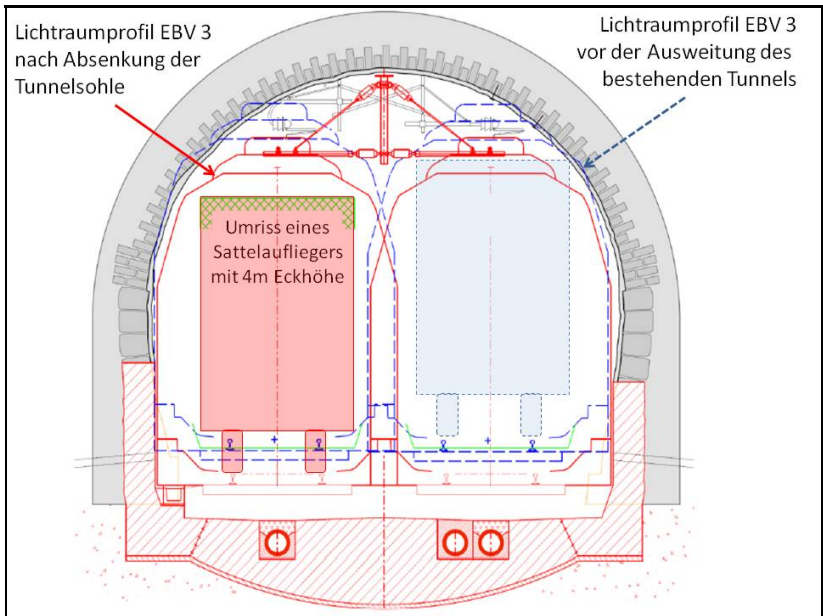 Lichtraumprofil EBV 3
nach Absenkung der
Tunnelsohle
Lichtraumprofil EBV 3
vor der Ausweitung des
bestehenden Tunnels
Umriss eines
Sattelaufliegers
mit 4m Eckhöhe